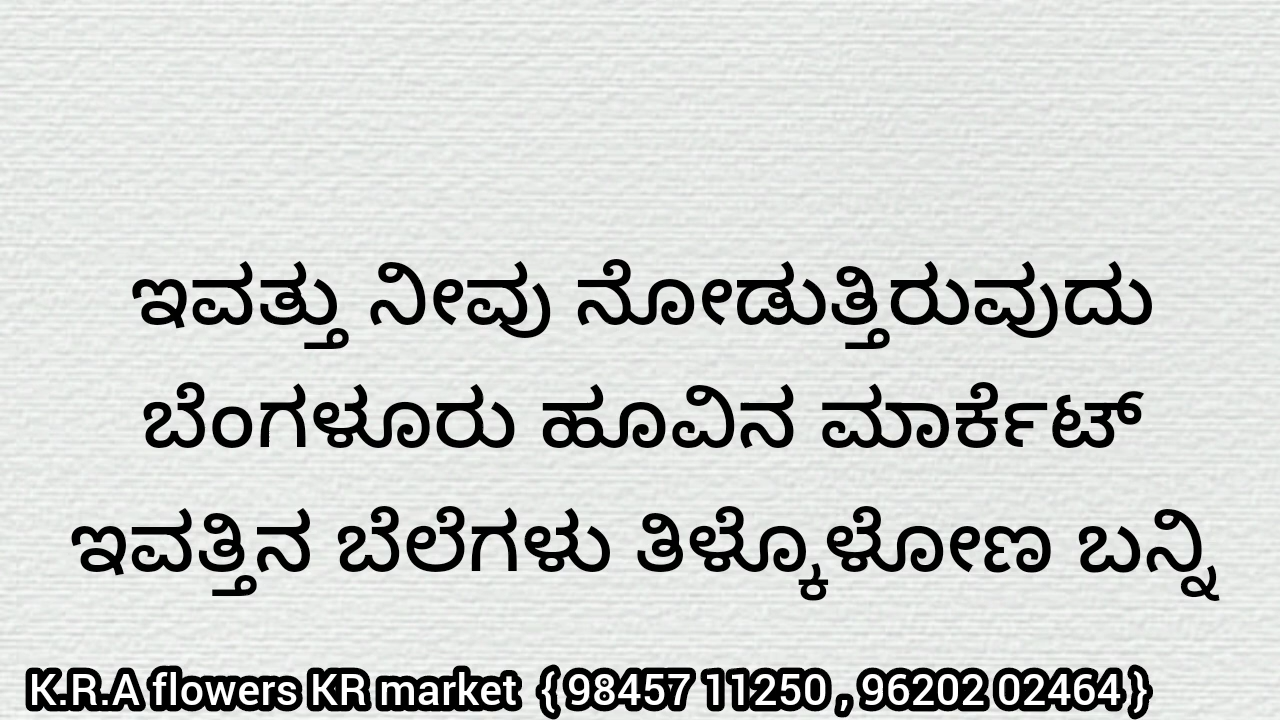 ಇವತ್ತು ನೀವು ನೋಡುತ್ತಿರುವುದು
ಬೆಂಗಳೂರು ಹೂವಿನ ಮಾರ್ಕೆಟ್
ಇವತ್ತಿನ ಬೆಲೆಗಳು ತಿಳ್ಕೊಳೋಣ ಬನ್ನಿ
K.R.A flowers KR market { 98457 11250 , 96202 02464 }